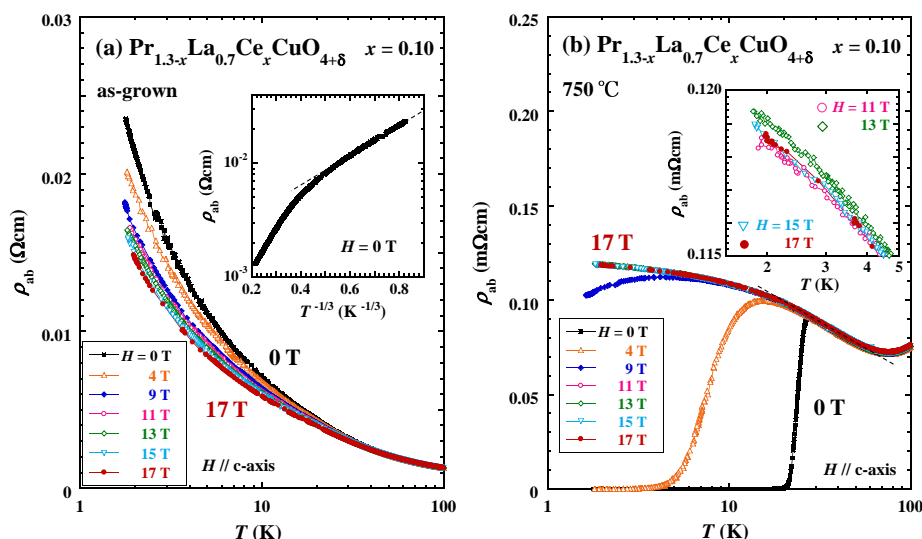 (a) Pr1.3-xLa0.7CexCuO4+δ x = 0.10
as-grown
0.03
0.02
0.01
0
ρab (Ωcm)
1
10
100
T (K)
10-2
10-3
ρab (Ωcm)
H = 0 T
0.2 0.4 0.6 0.8
T -1/3 (K -1/3)
0 T
17 T
H = 0 T
4 T
9 T
11 T
13 T
15 T
17 T
H // c-axis
(b) Pr1.3-xLa0.7CexCuO4+δ x = 0.10
750 ℃
0.25
0.20
0.15
0.10
0.05
0.00
ρab (mΩcm)
1
10
100
T (K)
0.120
0.115
ρab (mΩcm)
H = 11 T
13 T
H = 15 T
17 T
2 3 4 5
T (K)
17 T
0 T
H = 0 T
4 T
9 T
11 T
13 T
15 T
17 T
H // c-axis